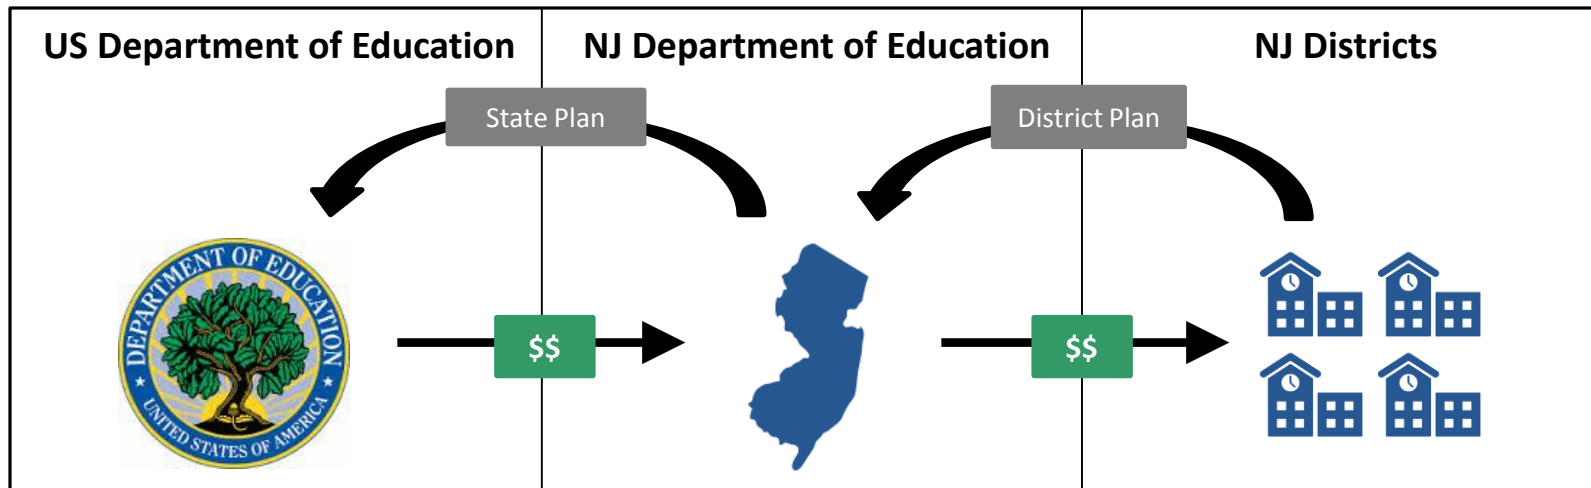 US Department of Education
NJ Department of Education
NJ Districts
State Plan
District Plan
DEPARTMENT OF EDUCATION
UNITED STATES OF AMERICA
$$
$$